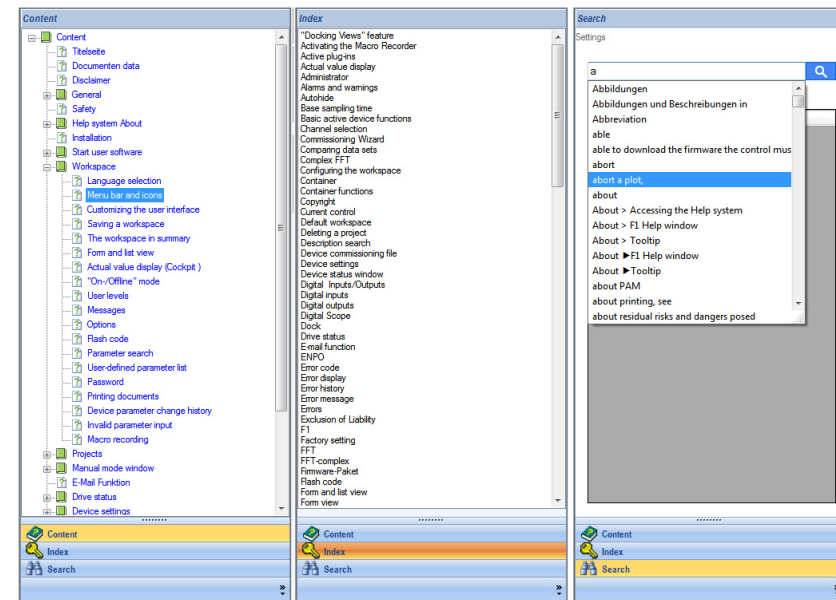 Content
Content
Titelseite
Documenten data
Disclaimer
General
Safety
Help system About
Installation
Start user software
Workspace
Language selection
Menu bar and icons
Customizing the user interface
Saving a workspace
The workspace in summary
Form and list view
Actual value display (Cockpit )
"On-/Offline" mode
User levels
Messages
Options
Flash code
Parameter search
User-defined parameter list
Password
Printing documents
Device parameter change history
Invalid parameter input
Macro recording
Projects
Manual mode window
E-Mail Funktion
Drive status
Device settings
Content
Index
Search
Index
"Docking Views" feature
Activating the Macro Recorder
Active plug-ins
Actual value display
Administrator
Alarms and warnings
Autohide
Base sampling time
Basic active device functions
Channel selection
Commissioning Wizard
Comparing data sets
Complex FFT
Configuring the workspace
Container
Container functions
Copyright
Current control
Default workspace
Deleting a project
Description search
Device commissioning file
Device settings
Device status window
Digital Inputs/Outputs
Digital inputs
Digital outputs
Digital Scope
Dock
Drive status
E-mail function
ENPO
Error code
Error display
Error history
Error message
Errors
Exclusion of Liability
F1
Factory setting
FFT
FFT-complex
Firmware-Paket
Flash code
Form and list view
Form view
Content
Index
Search
Search
Settings
a
Abbildungen
Abbildungen und Beschreibungen in
Abbreviation
able
able to download the firmware the control mus
abort
abort a plot,
about
About > Accessing the Help system
About > F1 Help window
About > Tooltip
About ►F1 Help window
About ►Tooltip
about PAM
about printing, see
about residual risks and dangers posed
Content
Index
Search